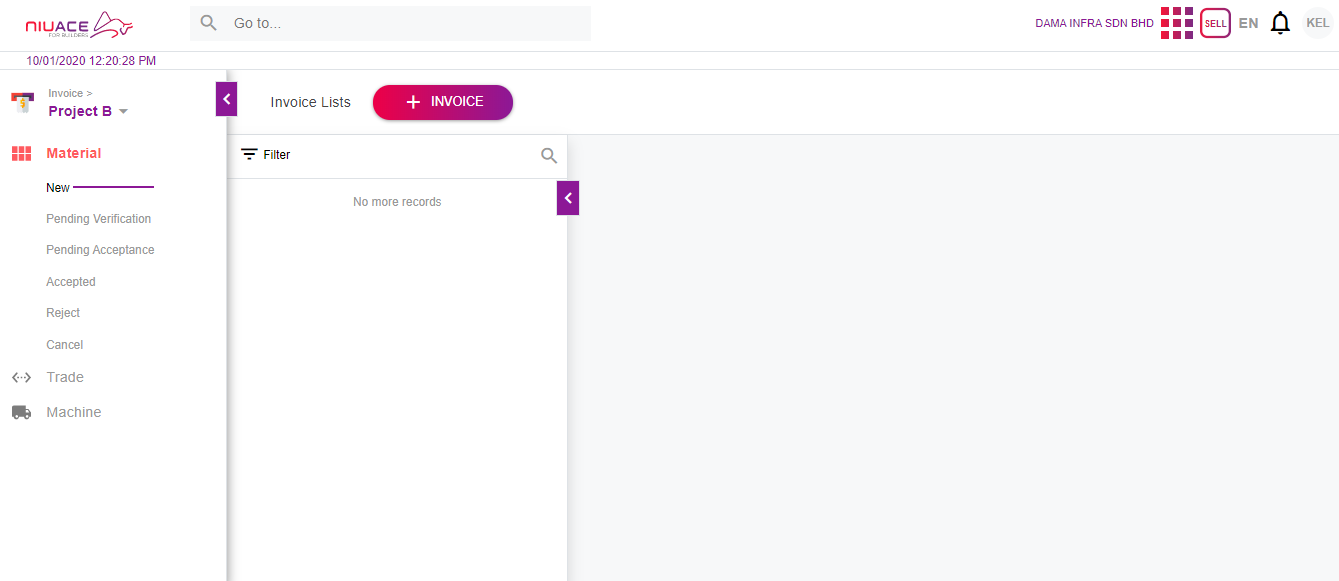 NIUACE
FOR BUILDERS
Go to...
DAMA INFRA SDN BHD
SELL
EN
KEL
10/01/2020 12:20:28 PM
Invoice >
Project B
Invoice Lists
+ INVOICE
Material
New
Pending Verification
Pending Acceptance
Accepted
Reject
Cancel
Trade
Machine
Filter
No more records